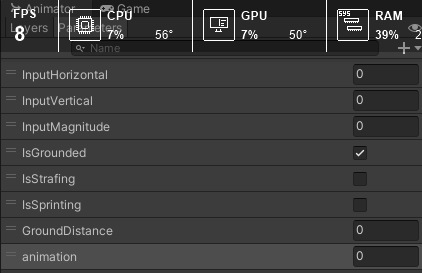 Animator Game
FPS CPU GPU RAM
Layers Parameters
8 7% 56° 7% 50° 39% 2
Name
InputHorizontal 0
InputVertical 0
InputMagnitude 0
IsGrounded
IsStrafing
IsSprinting
GroundDistance 0
animation 0